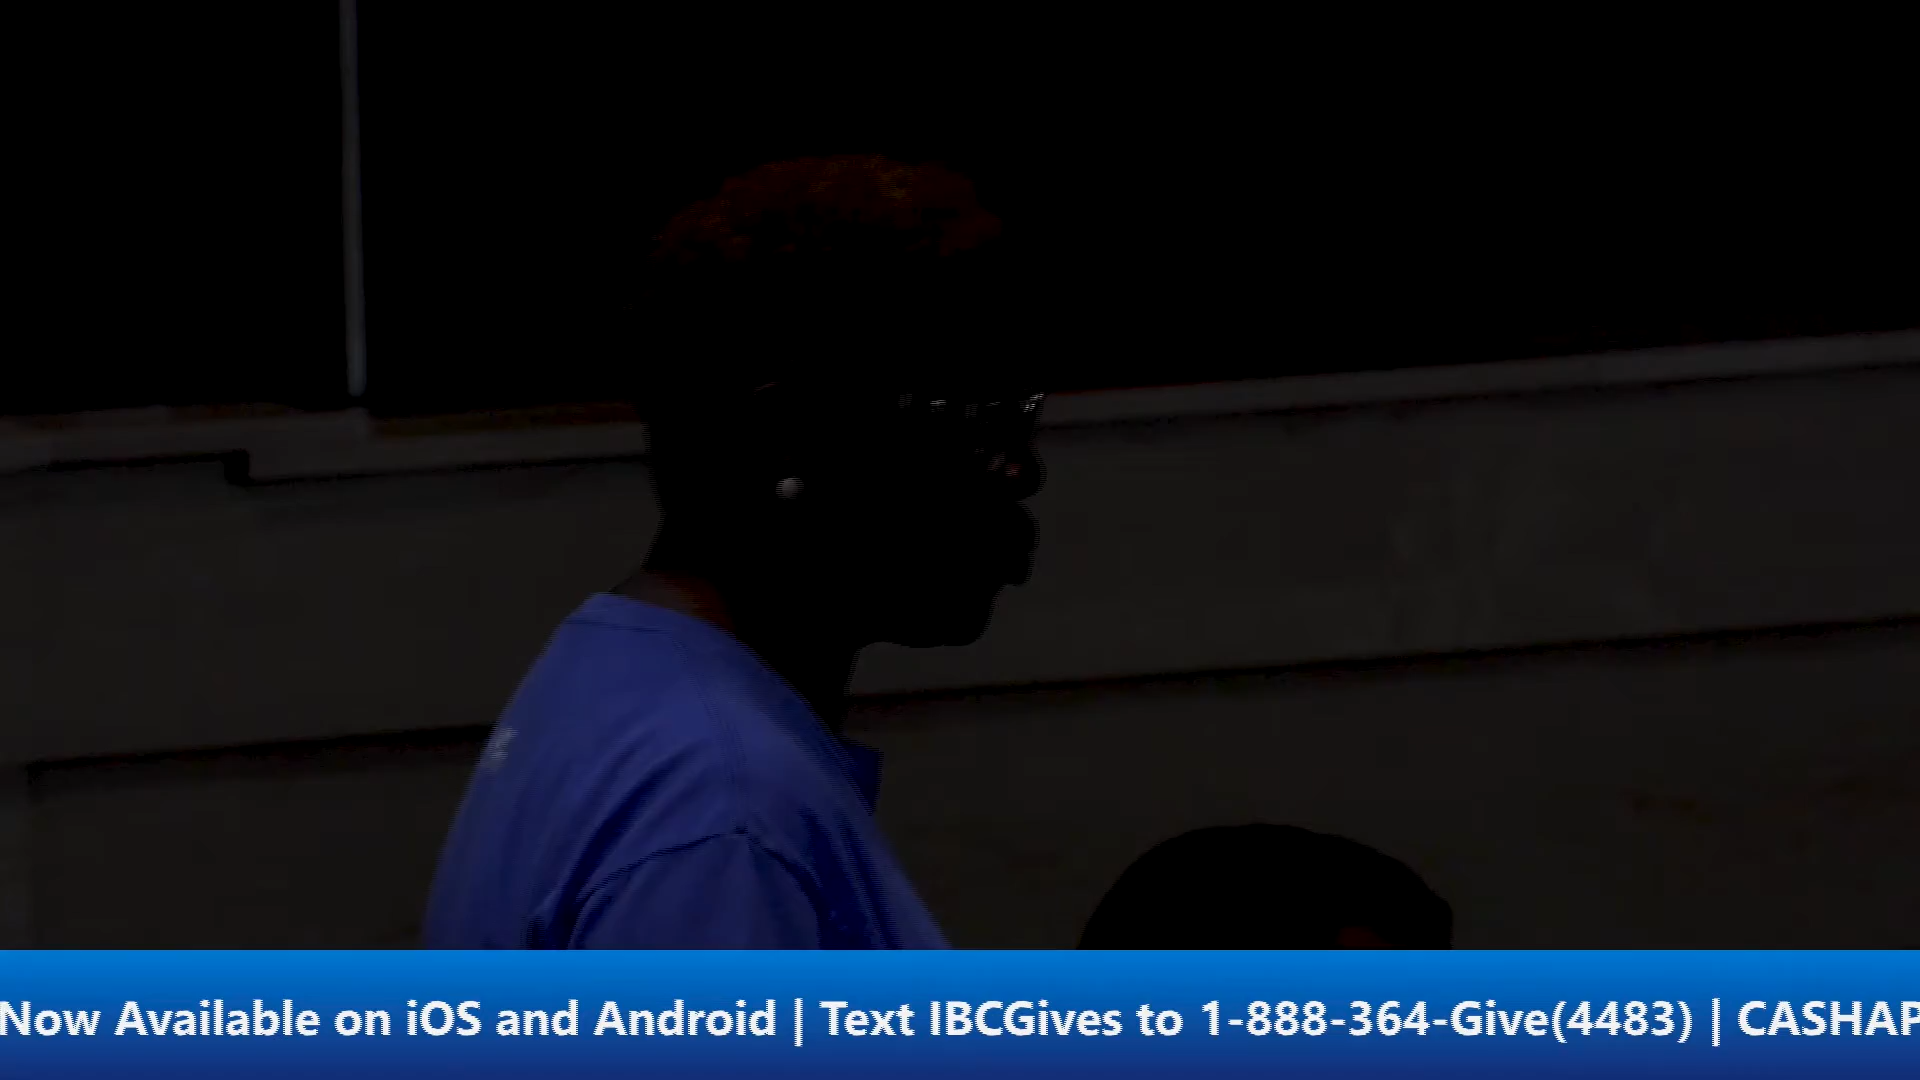 Now Available on iOS and Android | Text IBCGives to 1-888-364-Give(4483) | CASHAP